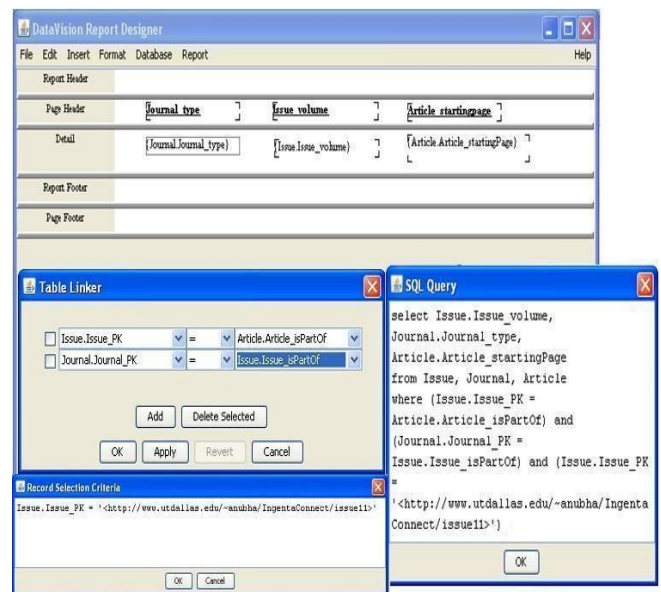 DataVision Report Designer
File Edit Insert Format Database Report Help
Report Header
Page Header Journal type Issue volume Article startingpage
Detail {Journal.Journal_type} {Issue.Issue_volume} {Article.Article_startingPage}
Report Footer
Page Footer
Table Linker
Issue.Issue_PK = Article.Article_isPartOf
Journal.Journal_PK = Issue.Issue_isPartOf
Add Delete Selected
OK Apply Revert Cancel
Record Selection Criteria
Issue.Issue_PK = '<http://www.utdallas.edu/~anubha/IngentaConnect/issue11>'
OK Cancel
SQL Query
select Issue.Issue_volume,
Journal.Journal_type,
Article.Article_startingPage
from Issue, Journal, Article
where (Issue.Issue_PK =
Article.Article_isPartOf) and
(Journal.Journal_PK =
Issue.Issue_isPartOf) and (Issue.Issue_PK
=
'<http://www.utdallas.edu/~anubha/Ingenta
Connect/issue11>')
OK